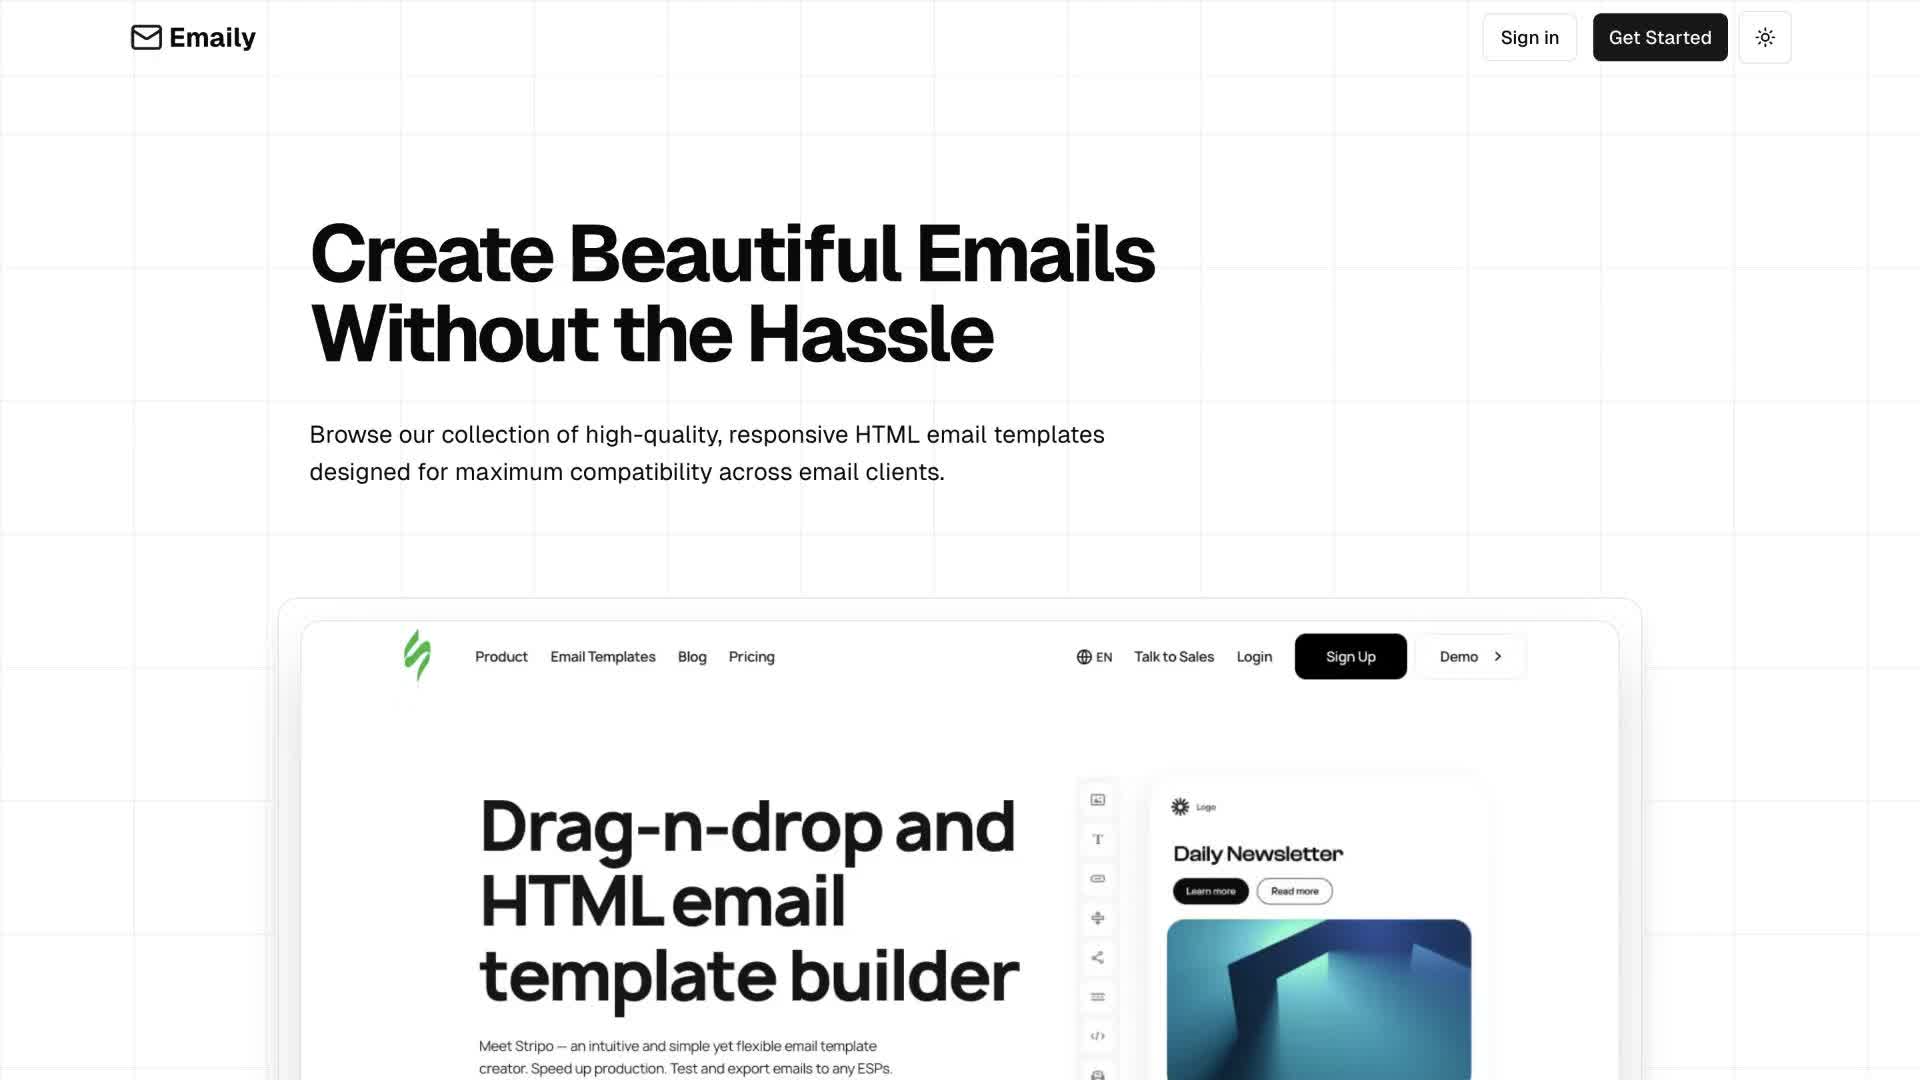 Emaily
Sign in
Get Started
Create Beautiful Emails
Without the Hassle
Browse our collection of high-quality, responsive HTML email templates
designed for maximum compatibility across email clients.
Product
Email Templates
Blog
Pricing
EN
Talk to Sales
Login
Sign Up
Demo
Drag-n-drop and
HTML email
template builder
Meet Stripo — an intuitive and simple yet flexible email template
creator. Speed up production. Test and export emails to any ESPs.
T
Logo
Daily Newsletter
Learn more
Read more